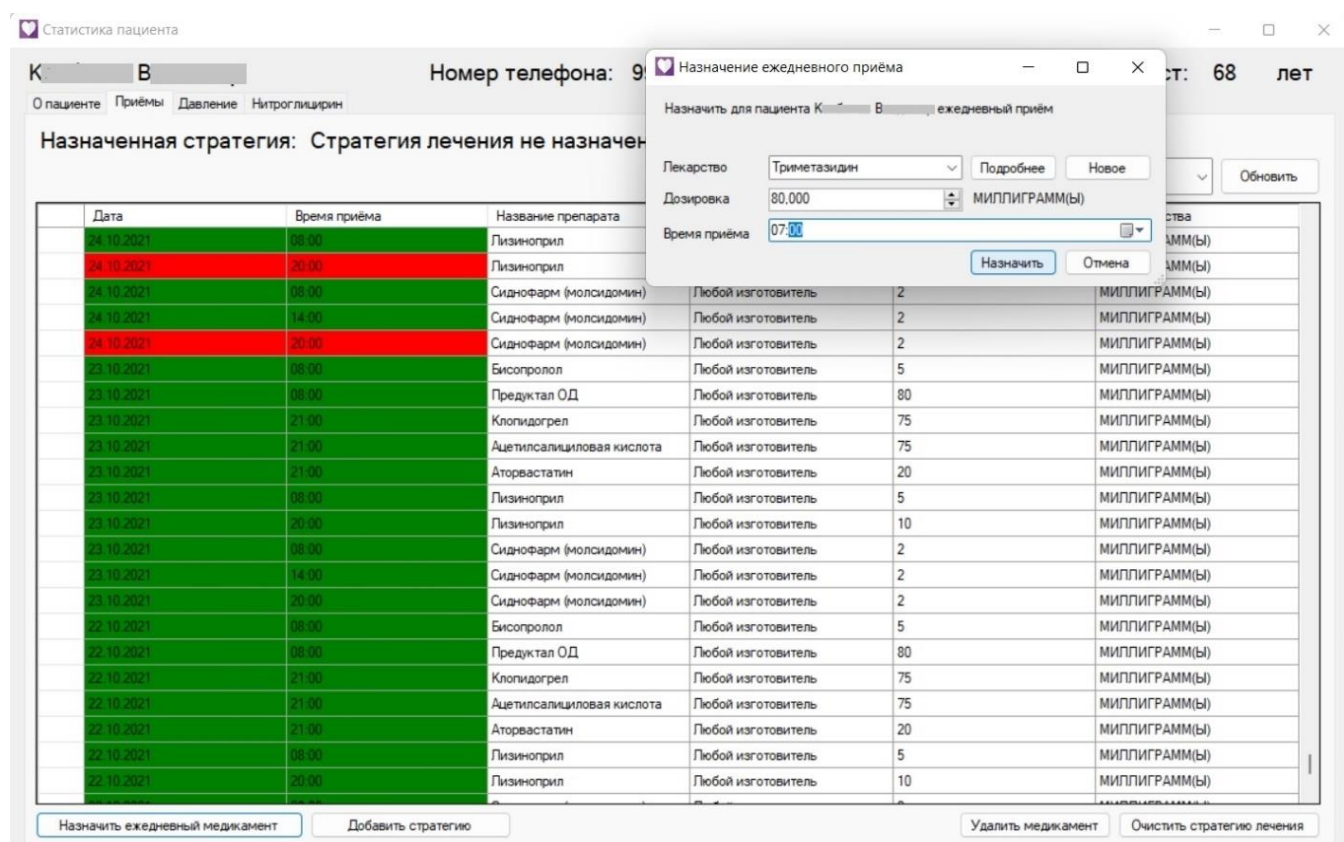 Статистика пациента
К В Номер телефона: 9 ст: 68 лет
О пациенте Приёмы Давление Нитроглицирин
Назначенная стратегия: Стратегия лечения не назначен
Обновить
Назначение ежедневного приёма
Назначить для пациента К В ежедневный приём
Лекарство Триметазидин Подробнее Новое
Дозировка 80,000 МИЛЛИГРАММ(Ы)
Время приёма 07:00
Назначить Отмена
Дата Время приёма Название препарата ства
24.10.2021 08:00 Лизиноприл АММ(Ы)
24.10.2021 20:00 Лизиноприл АММ(Ы)
24.10.2021 08:00 Сиднофарм (молсидомин) Любой изготовитель 2 МИЛЛИГРАММ(Ы)
24.10.2021 14:00 Сиднофарм (молсидомин) Любой изготовитель 2 МИЛЛИГРАММ(Ы)
24.10.2021 20:00 Сиднофарм (молсидомин) Любой изготовитель 2 МИЛЛИГРАММ(Ы)
23.10.2021 08:00 Бисопролол Любой изготовитель 5 МИЛЛИГРАММ(Ы)
23.10.2021 08:00 Предуктал ОД Любой изготовитель 80 МИЛЛИГРАММ(Ы)
23.10.2021 21:00 Клопидогрел Любой изготовитель 75 МИЛЛИГРАММ(Ы)
23.10.2021 21:00 Ацетилсалициловая кислота Любой изготовитель 75 МИЛЛИГРАММ(Ы)
23.10.2021 21:00 Аторвастатин Любой изготовитель 20 МИЛЛИГРАММ(Ы)
23.10.2021 08:00 Лизиноприл Любой изготовитель 5 МИЛЛИГРАММ(Ы)
23.10.2021 20:00 Лизиноприл Любой изготовитель 10 МИЛЛИГРАММ(Ы)
23.10.2021 08:00 Сиднофарм (молсидомин) Любой изготовитель 2 МИЛЛИГРАММ(Ы)
23.10.2021 14:00 Сиднофарм (молсидомин) Любой изготовитель 2 МИЛЛИГРАММ(Ы)
23.10.2021 20:00 Сиднофарм (молсидомин) Любой изготовитель 2 МИЛЛИГРАММ(Ы)
22.10.2021 08:00 Бисопролол Любой изготовитель 5 МИЛЛИГРАММ(Ы)
22.10.2021 08:00 Предуктал ОД Любой изготовитель 80 МИЛЛИГРАММ(Ы)
22.10.2021 21:00 Клопидогрел Любой изготовитель 75 МИЛЛИГРАММ(Ы)
22.10.2021 21:00 Ацетилсалициловая кислота Любой изготовитель 75 МИЛЛИГРАММ(Ы)
22.10.2021 21:00 Аторвастатин Любой изготовитель 20 МИЛЛИГРАММ(Ы)
22.10.2021 08:00 Лизиноприл Любой изготовитель 5 МИЛЛИГРАММ(Ы)
22.10.2021 20:00 Лизиноприл Любой изготовитель 10 МИЛЛИГРАММ(Ы)
Назначить ежедневный медикамент Добавить стратегию Удалить медикамент Очистить стратегию лечения